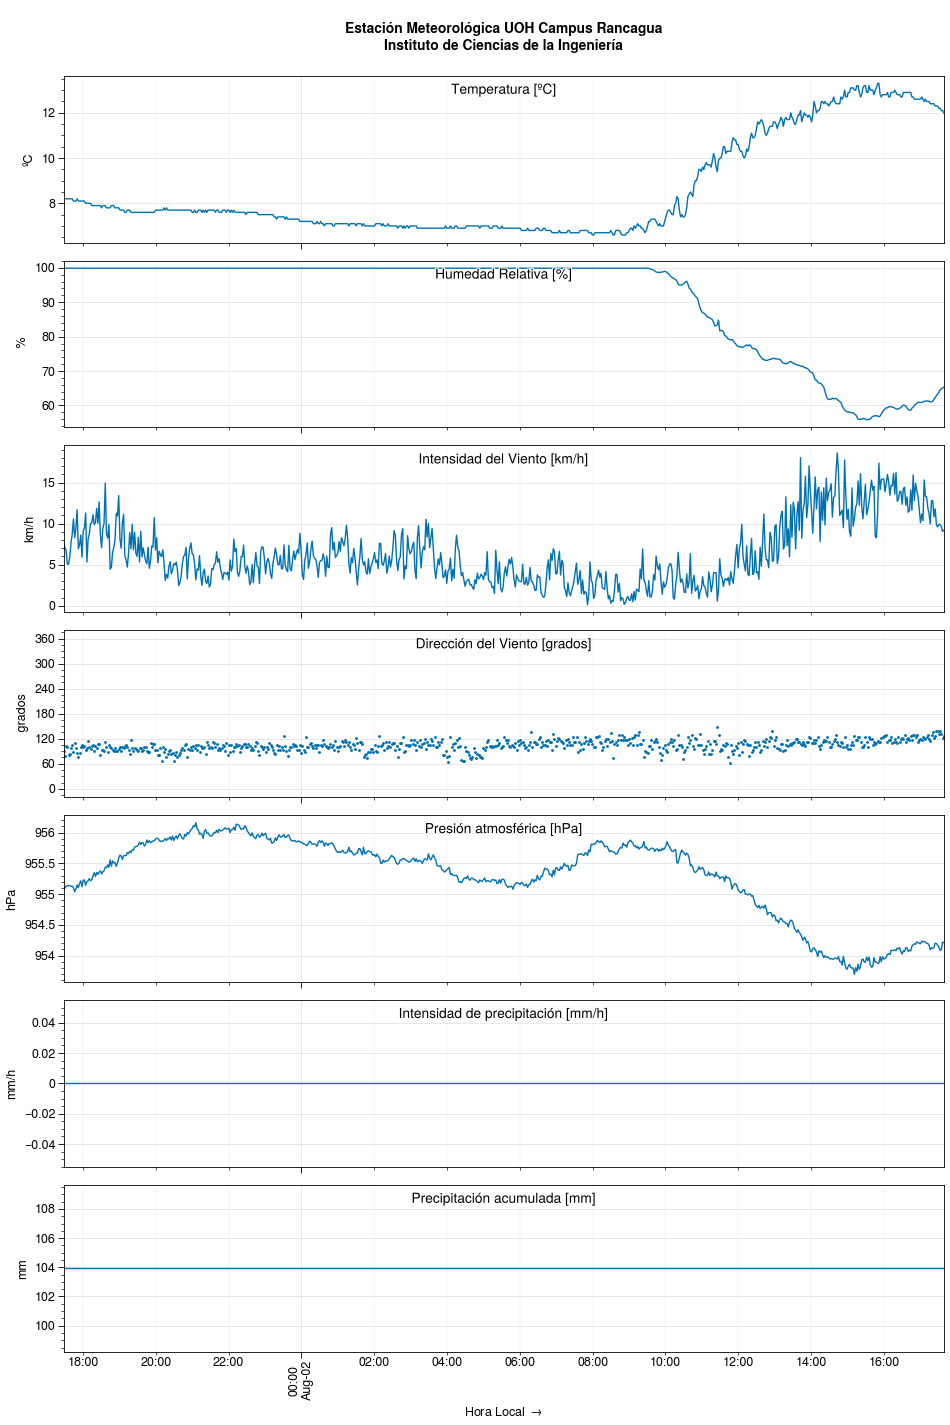 Estación Meteorológica UOH Campus Rancagua
Instituto de Ciencias de la Ingeniería
Temperatura [ºC]
ºC
12
10
8
Humedad Relativa [%]
%
100
90
80
70
60
Intensidad del Viento [km/h]
km/h
15
10
5
0
Dirección del Viento [grados]
grados
360
300
240
180
120
60
0
Presión atmosférica [hPa]
hPa
956
955.5
955
954.5
954
Intensidad de precipitación [mm/h]
mm/h
0.04
0.02
0
−0.02
−0.04
Precipitación acumulada [mm]
mm
108
106
104
102
100
18:00 20:00 22:00 00:00 02:00 04:00 06:00 08:00 10:00 12:00 14:00 16:00
Aug-02
Hora Local →